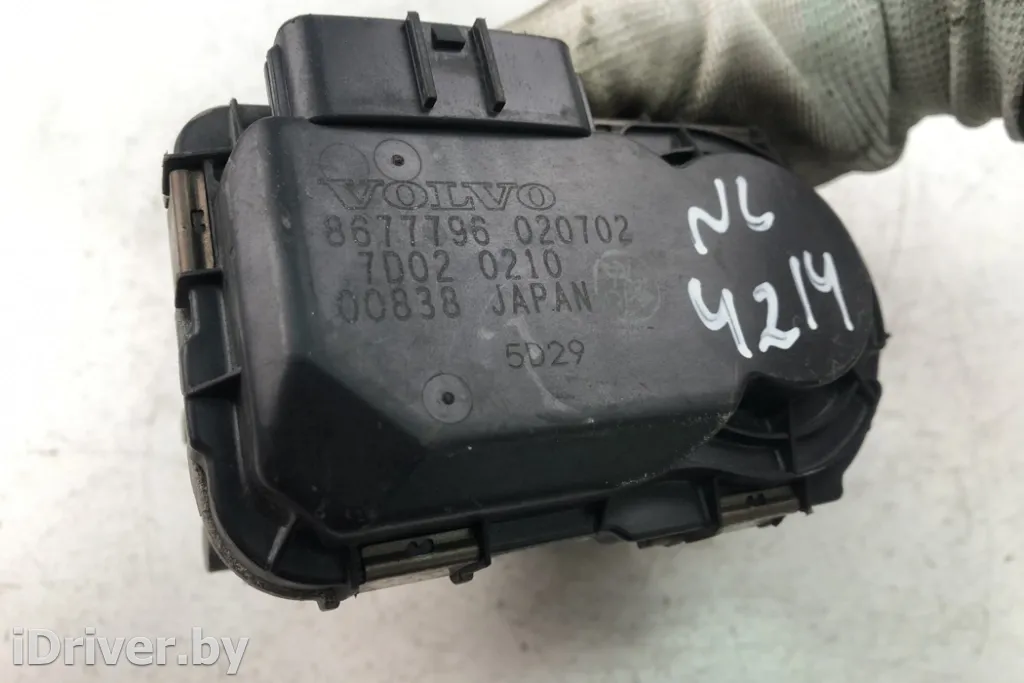 VOLVO
8677796 020702
7D02 0210
00838 JAPAN
5D29
NL
4214
iDriver.by